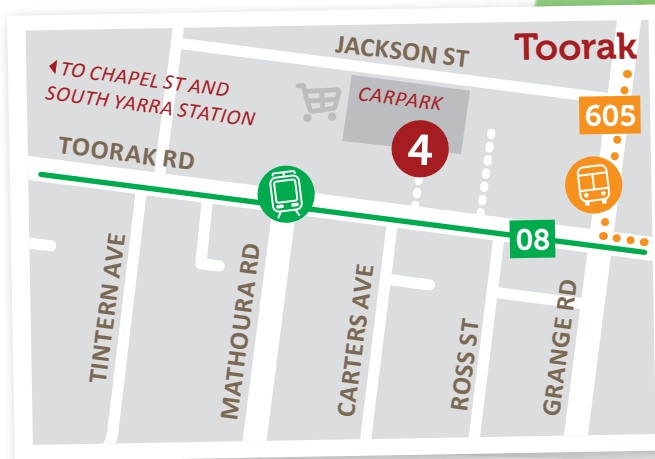 JACKSON ST
Toorak
TO CHAPEL ST AND
SOUTH YARRA STATION
CARPARK
605
4
TOORAK RD
08
TINTERN AVE
MATHOURA RD
CARTERS AVE
ROSS ST
GRANGE RD